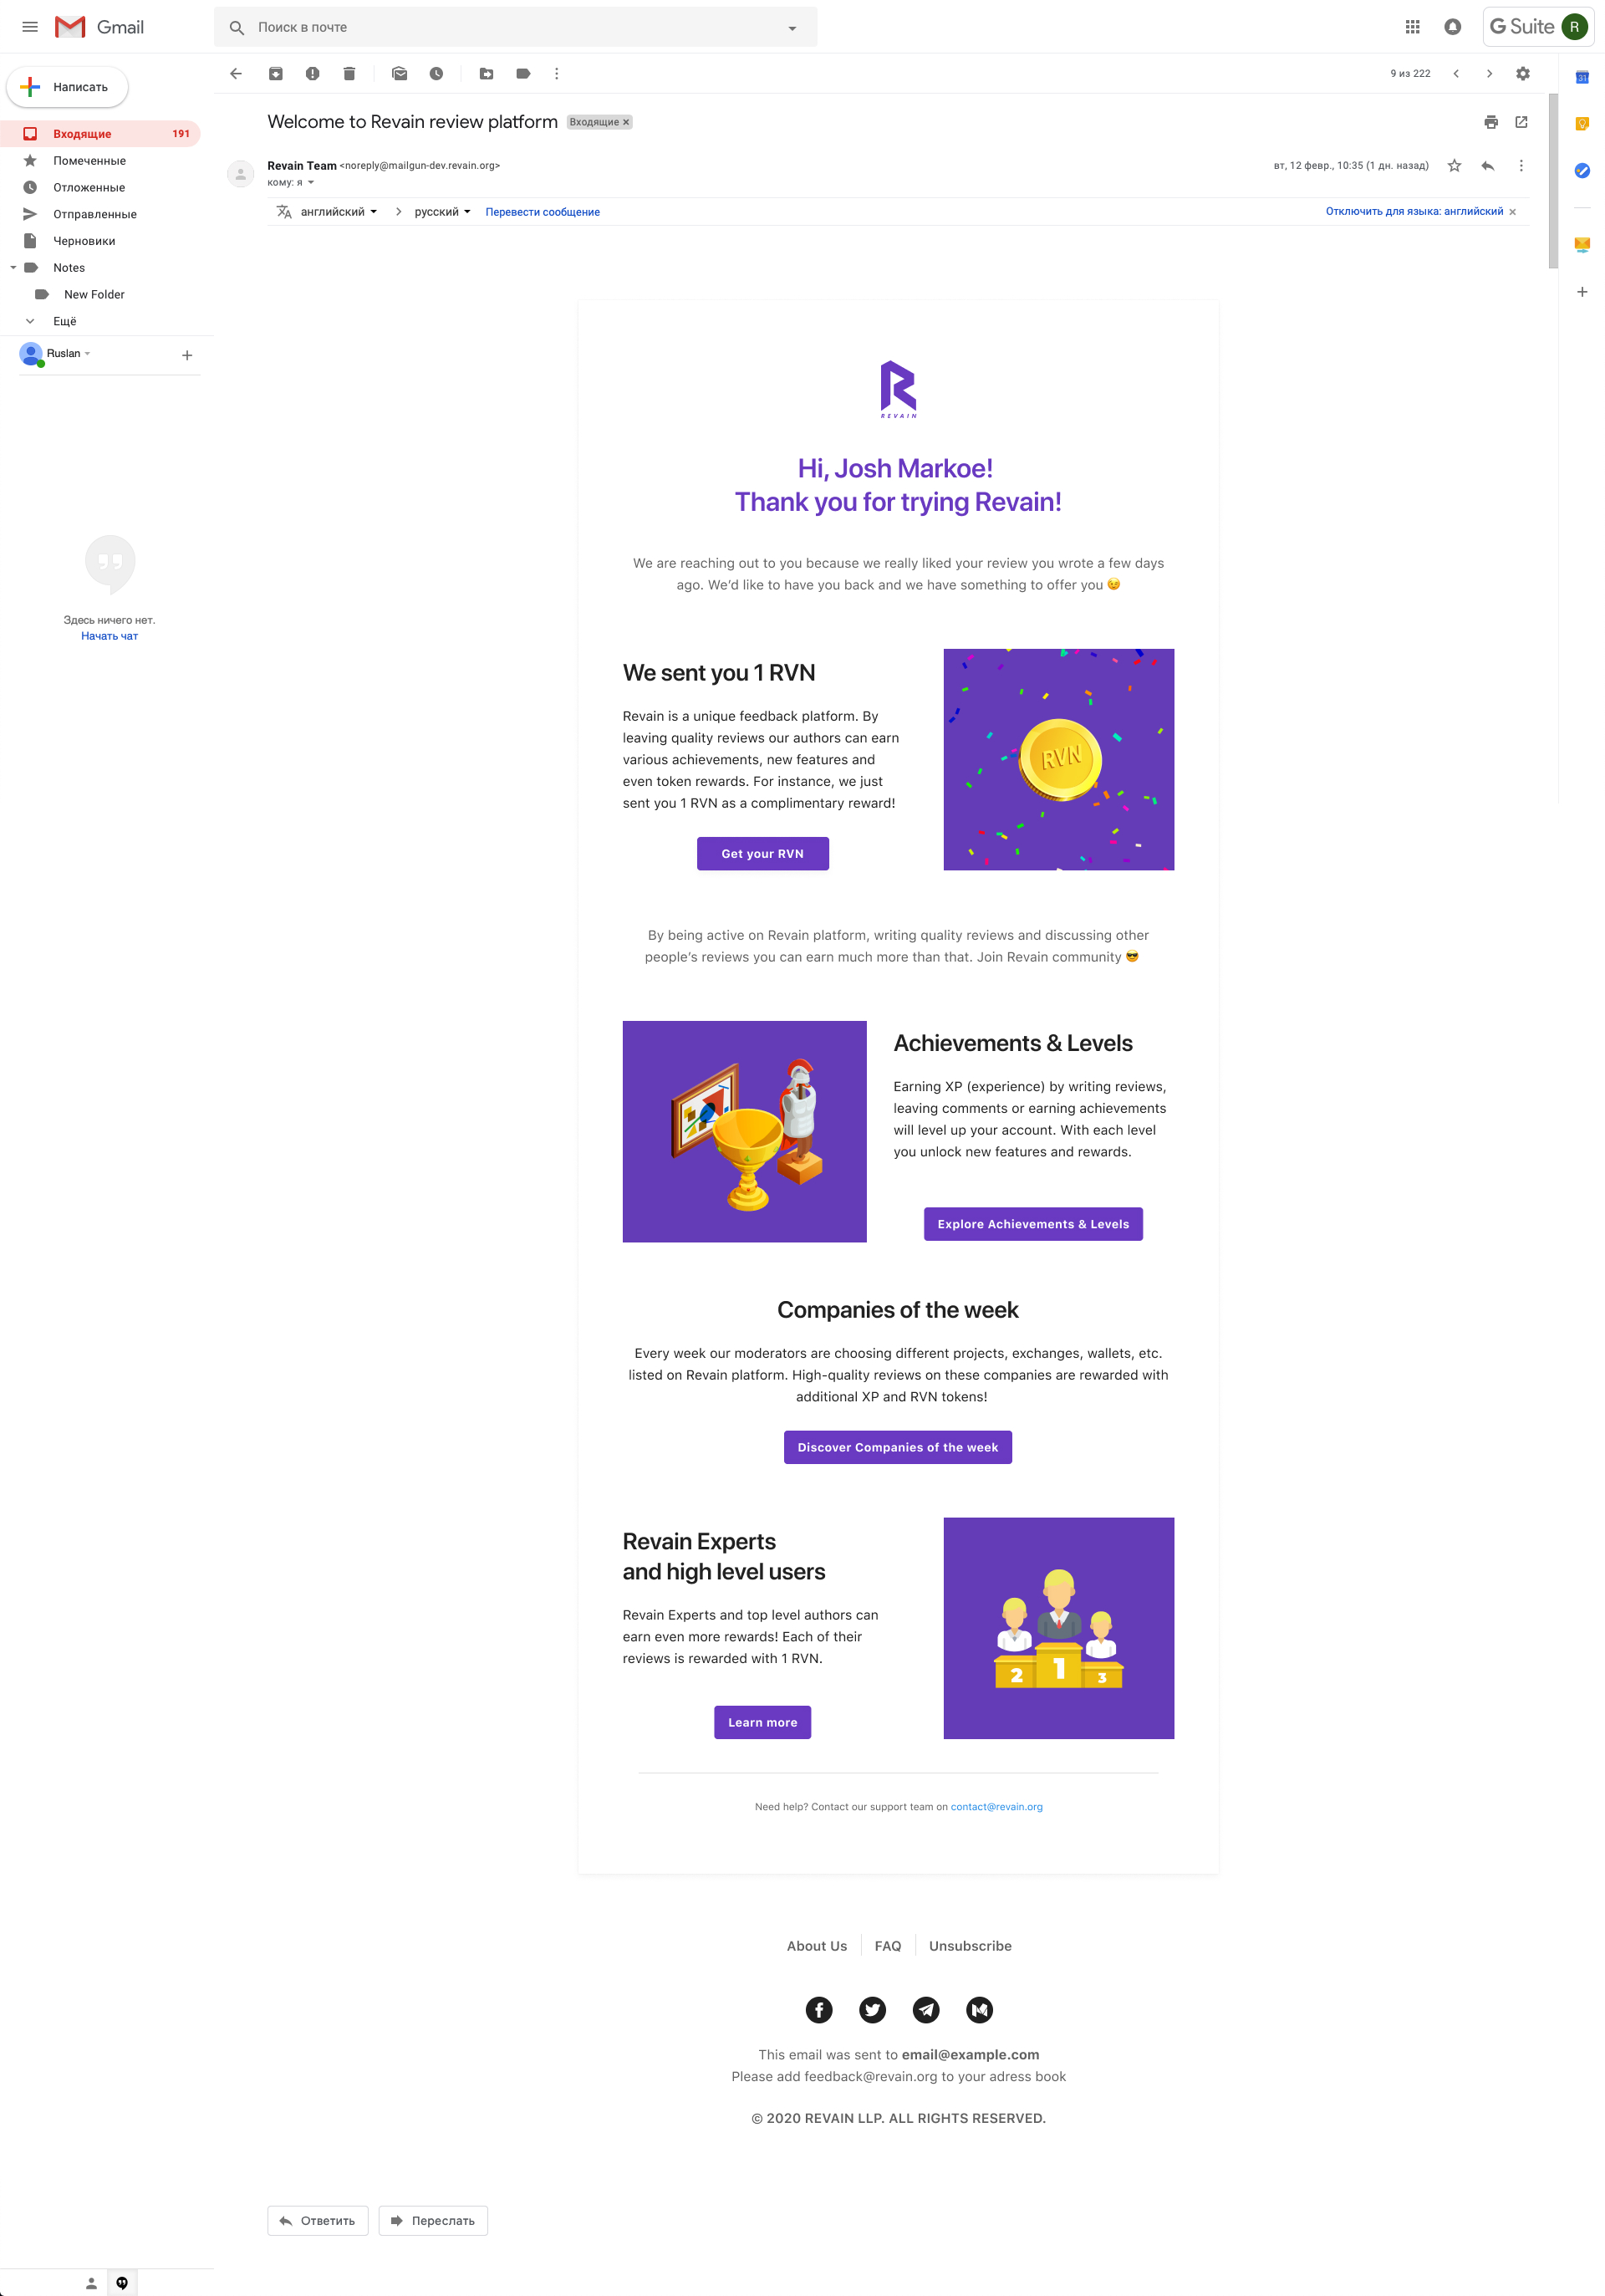 Gmail
Поиск в почте
G Suite
R
Написать
9 из 222
31
Входящие 191
Помеченные
Отложенные
Отправленные
Черновики
Notes
New Folder
Ещё
Ruslan
Здесь ничего нет.
Начать чат
Welcome to Revain review platform Входящие ×
Revain Team <noreply@mailgun-dev.revain.org>
вт, 12 февр., 10:35 (1 дн. назад)
кому: я
английский > русский Перевести сообщение
Отключить для языка: английский ×
REVAIN
Hi, Josh Markoe!
Thank you for trying Revain!
We are reaching out to you because we really liked your review you wrote a few days
ago. We’d like to have you back and we have something to offer you 😉
We sent you 1 RVN
Revain is a unique feedback platform. By
leaving quality reviews our authors can earn
various achievements, new features and
even token rewards. For instance, we just
sent you 1 RVN as a complimentary reward!
Get your RVN
RVN
By being active on Revain platform, writing quality reviews and discussing other
people’s reviews you can earn much more than that. Join Revain community 😎
Achievements & Levels
Earning XP (experience) by writing reviews,
leaving comments or earning achievements
will level up your account. With each level
you unlock new features and rewards.
Explore Achievements & Levels
Companies of the week
Every week our moderators are choosing different projects, exchanges, wallets, etc.
listed on Revain platform. High-quality reviews on these companies are rewarded with
additional XP and RVN tokens!
Discover Companies of the week
Revain Experts
and high level users
Revain Experts and top level authors can
earn even more rewards! Each of their
reviews is rewarded with 1 RVN.
Learn more
2 1 3
Need help? Contact our support team on contact@revain.org
About Us
FAQ
Unsubscribe
This email was sent to email@example.com
Please add feedback@revain.org to your adress book
© 2020 REVAIN LLP. ALL RIGHTS RESERVED.
Ответить
Переслать